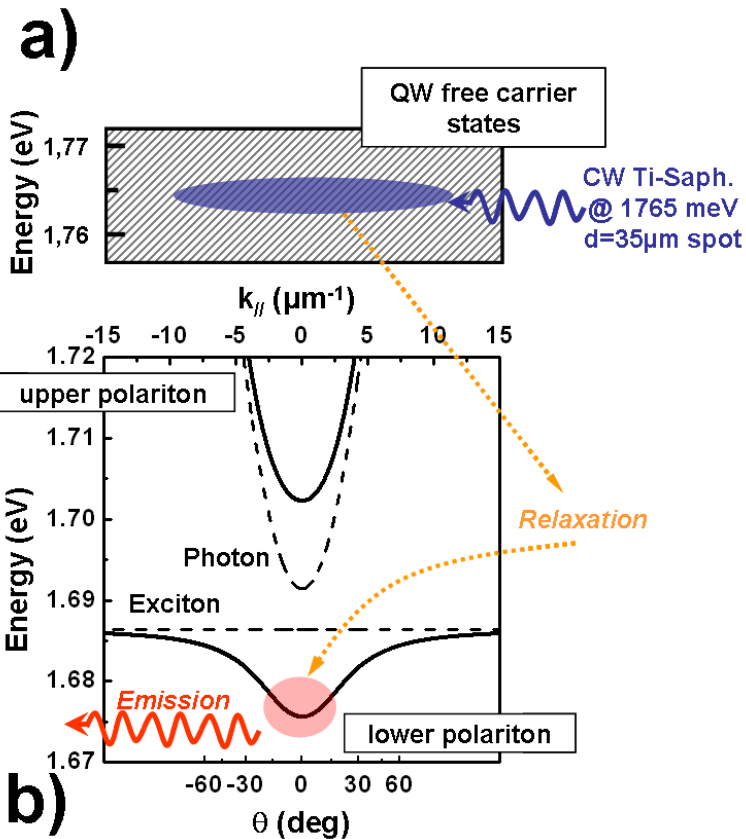 a)
QW free carrier
states
Energy (eV)
1,77
1,76
CW Ti-Saph.
@ 1765 meV
d=35µm spot
k// (µm-1)
-15 -10 -5 0 5 10 15
1.72
upper polariton
1.71
1.70
Energy (eV)
Relaxation
Photon
1.69
Exciton
1.68
Emission
lower polariton
1.67
-60 -30 0 30 60
b)
θ (deg)